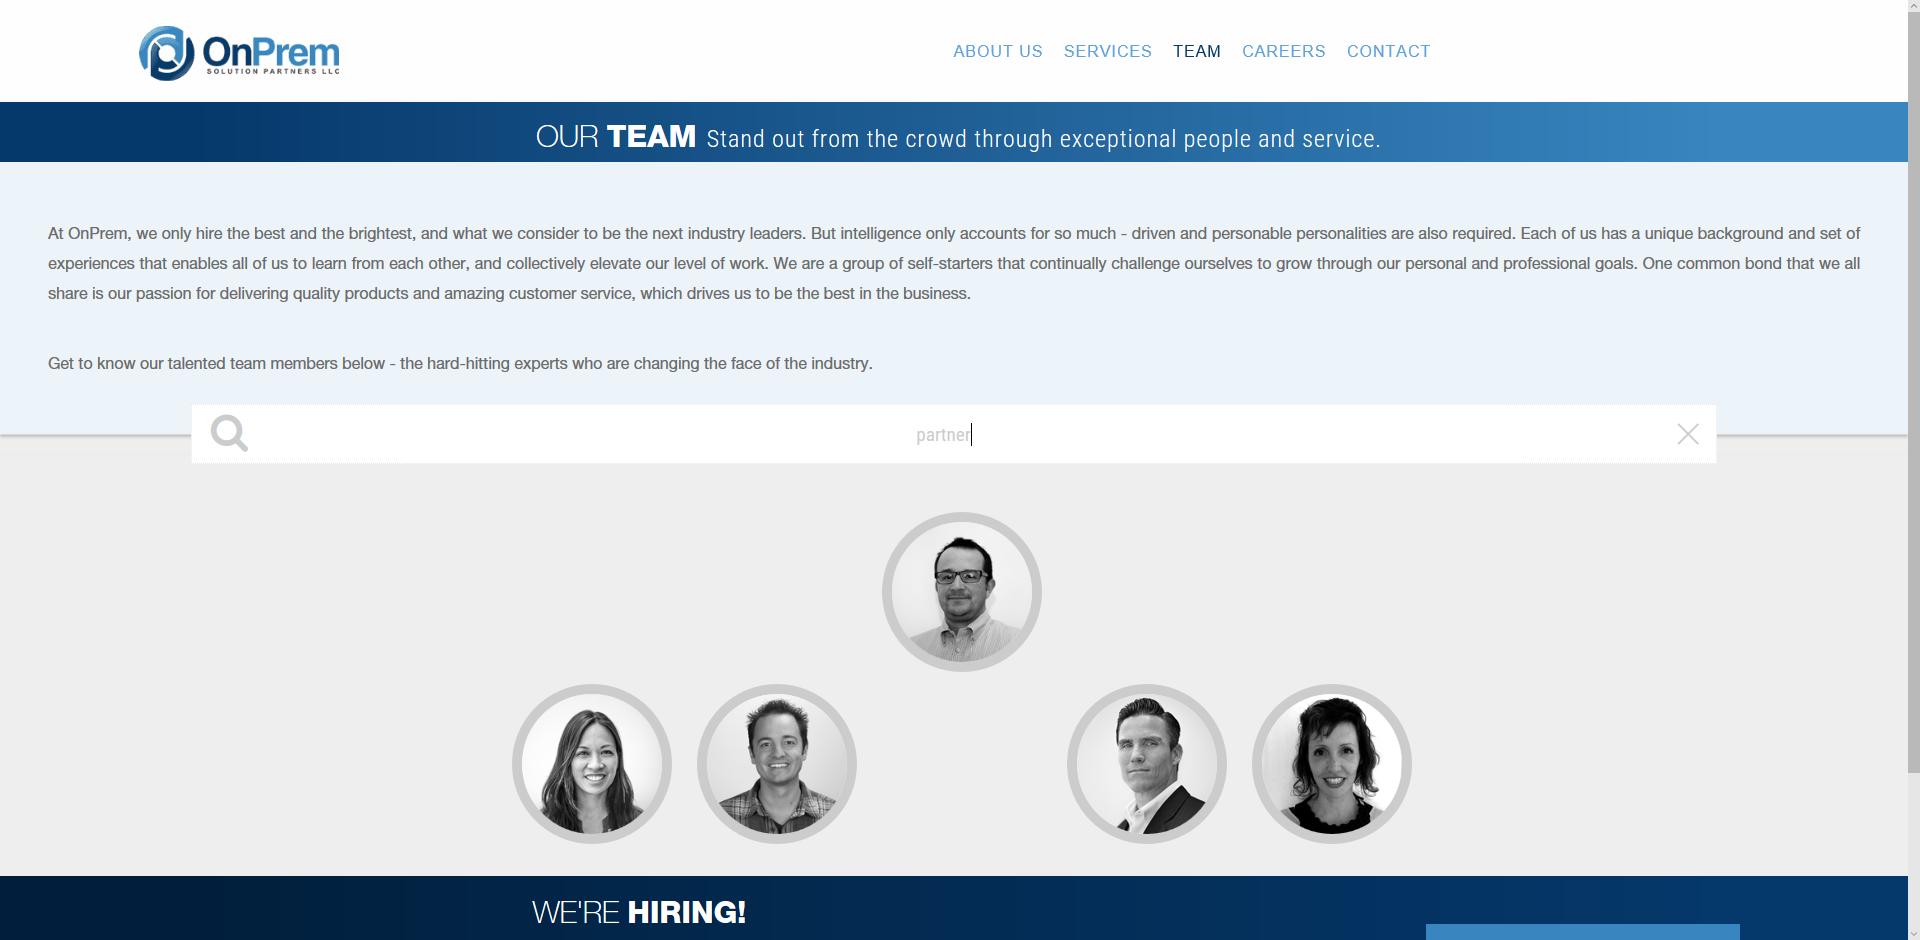 OnPrem
SOLUTION PARTNERS LLC
ABOUT US SERVICES TEAM CAREERS CONTACT
OUR TEAM Stand out from the crowd through exceptional people and service.
At OnPrem, we only hire the best and the brightest, and what we consider to be the next industry leaders. But intelligence only accounts for so much - driven and personable personalities are also required. Each of us has a unique background and set of
experiences that enables all of us to learn from each other, and collectively elevate our level of work. We are a group of self-starters that continually challenge ourselves to grow through our personal and professional goals. One common bond that we all
share is our passion for delivering quality products and amazing customer service, which drives us to be the best in the business.
Get to know our talented team members below - the hard-hitting experts who are changing the face of the industry.
partner
WE'RE HIRING!